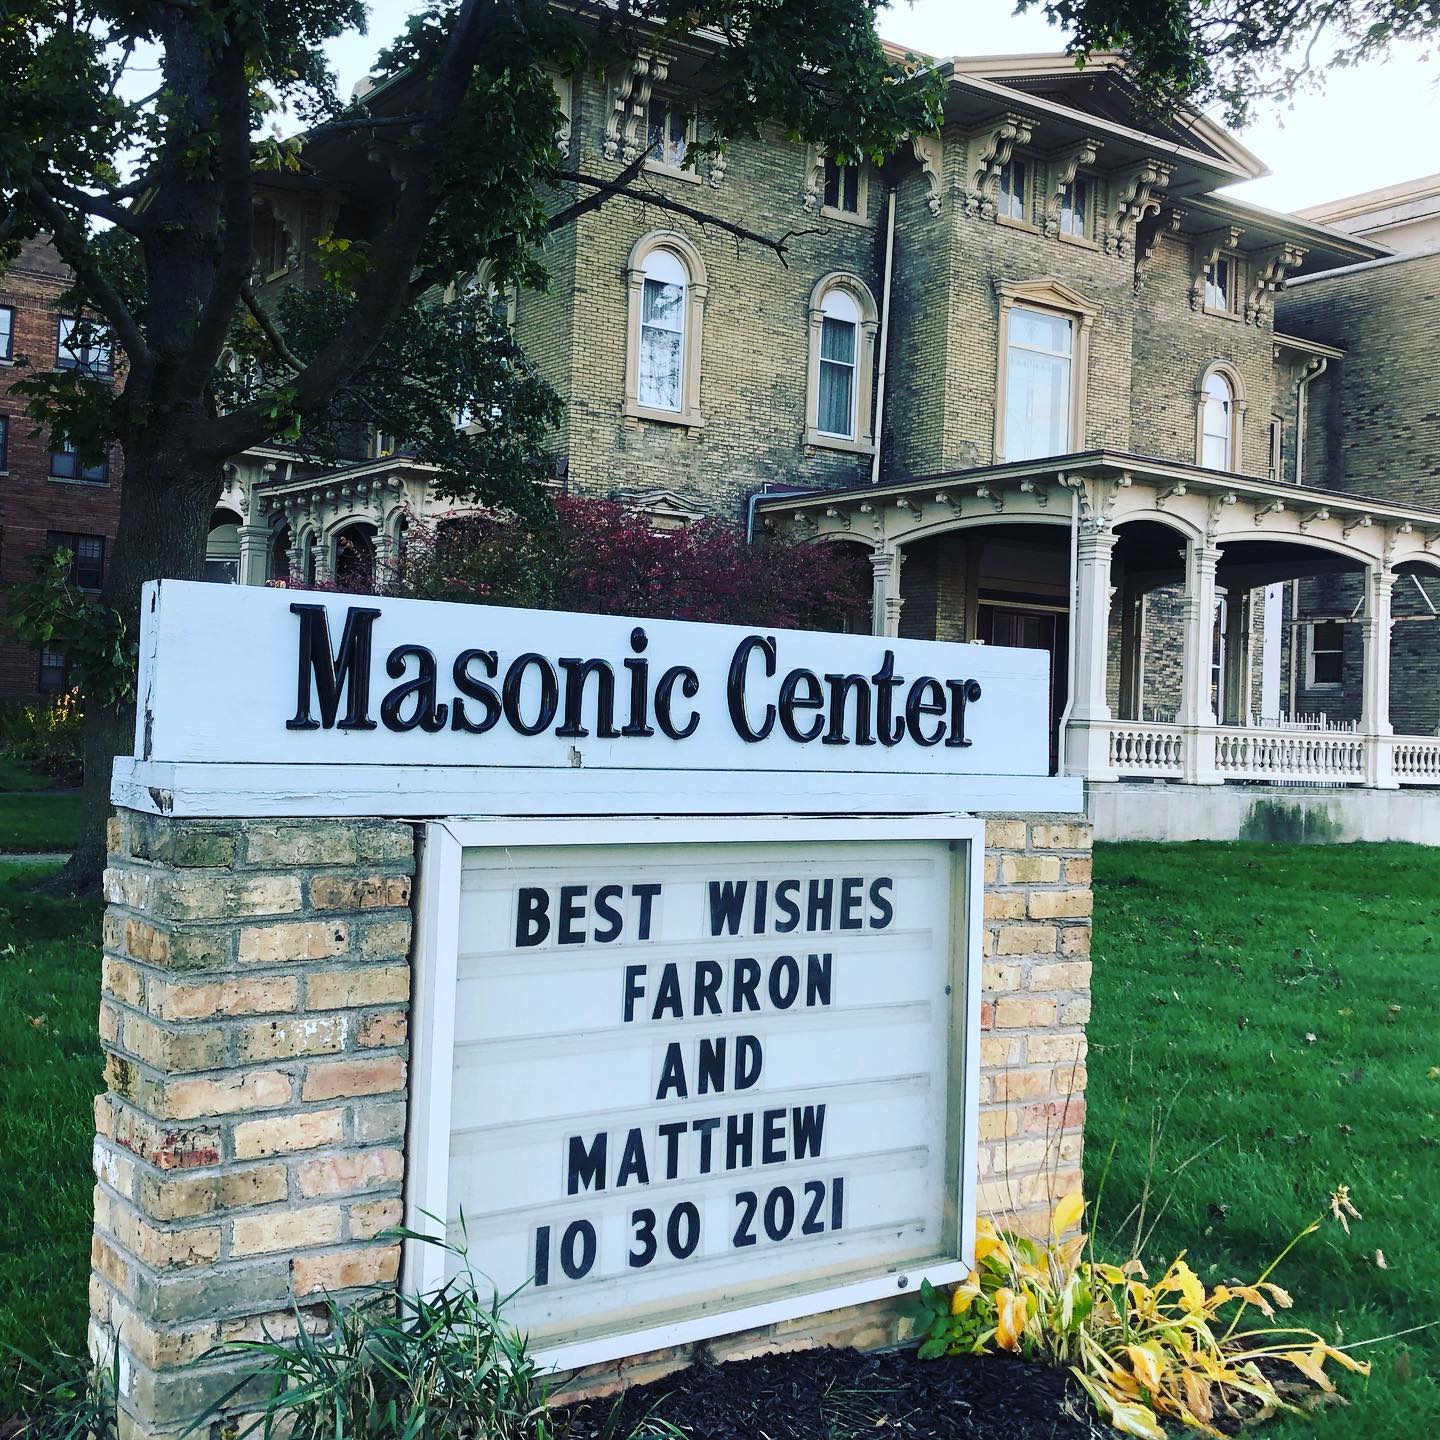 Masonic Center
BEST WISHES
FARRON
AND
MATTHEW
10 30 2021